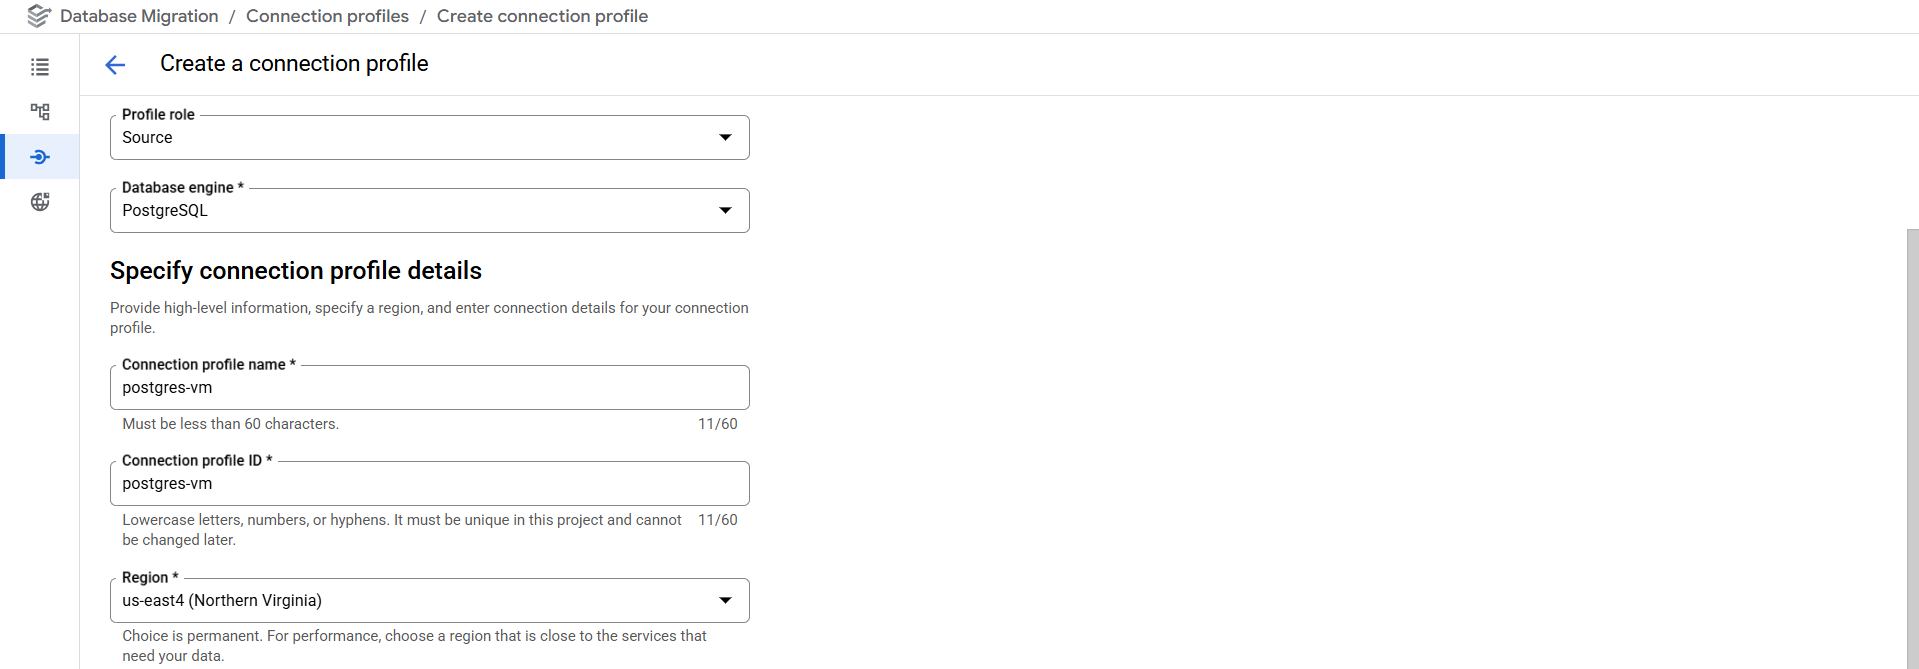 Database Migration / Connection profiles / Create connection profile
Create a connection profile
Profile role
Source
Database engine *
PostgreSQL
Specify connection profile details
Provide high-level information, specify a region, and enter connection details for your connection
profile.
Connection profile name *
postgres-vm
Must be less than 60 characters. 11/60
Connection profile ID *
postgres-vm
Lowercase letters, numbers, or hyphens. It must be unique in this project and cannot 11/60
be changed later.
Region *
us-east4 (Northern Virginia)
Choice is permanent. For performance, choose a region that is close to the services that
need your data.